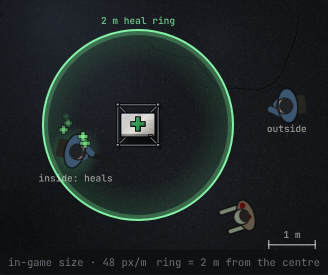 2 m heal ring
outside
inside: heals
1 m
in-game size · 48 px/m ring = 2 m from the centre